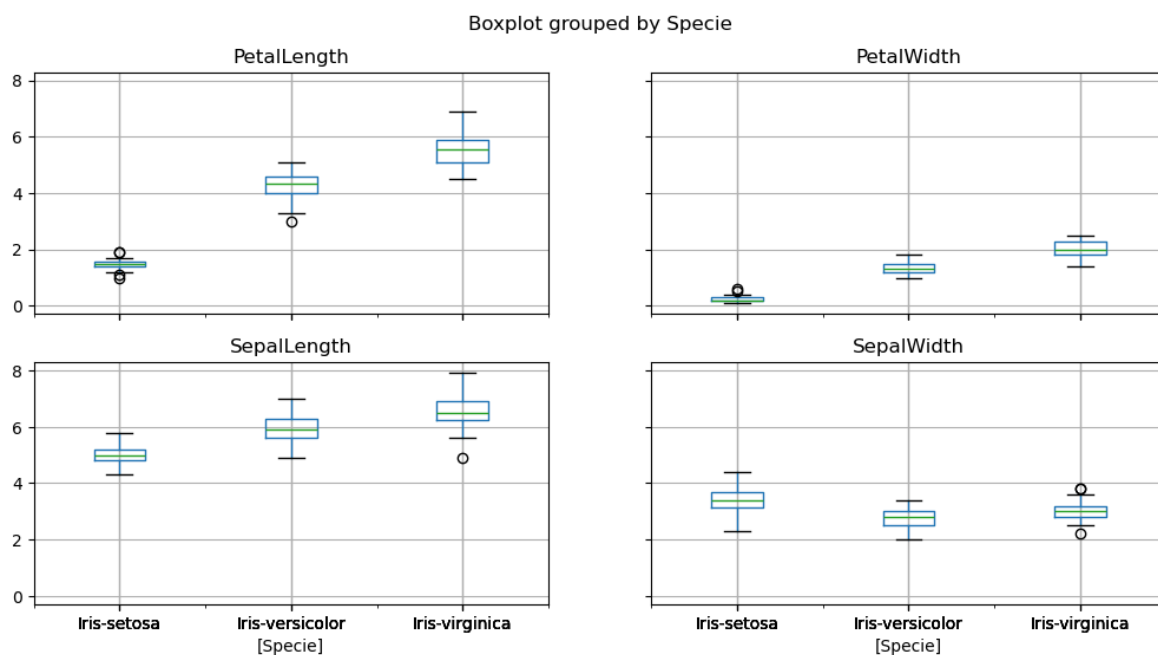 Boxplot grouped by Specie
PetalLength
PetalWidth
8
6
4
2
0
SepalLength
SepalWidth
8
6
4
2
0
Iris-setosa Iris-versicolor Iris-virginica
[Specie]
Iris-setosa Iris-versicolor Iris-virginica
[Specie]